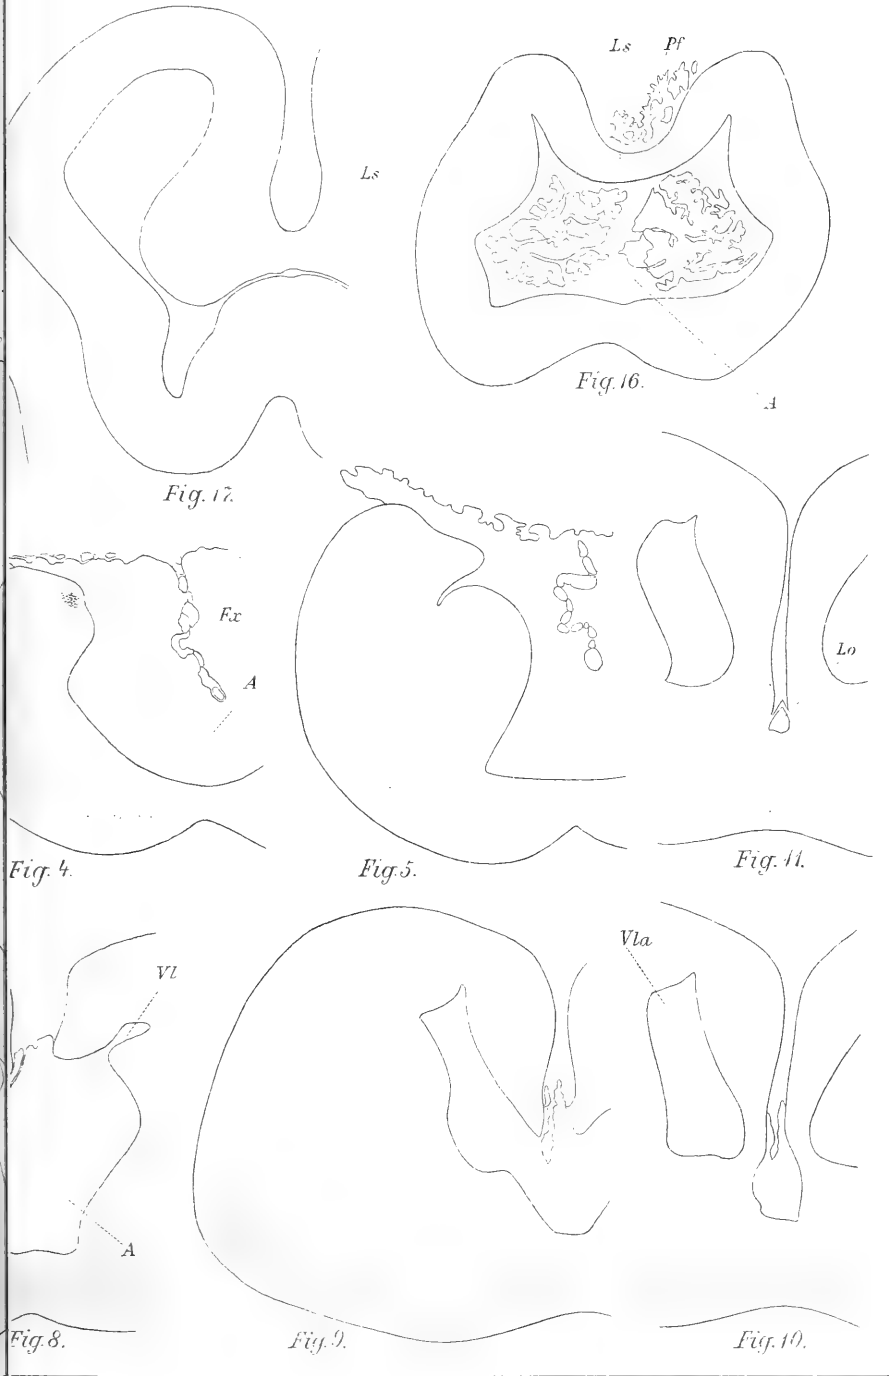 Ls Pf
Ls
Fig. 16.
A
Fig. 17.
Fx
A
Lo
Fig. 4.
Fig. 5.
Fig. 11.
Vl
Vla
A
Fig. 8.
Fig. 9.
Fig. 10.